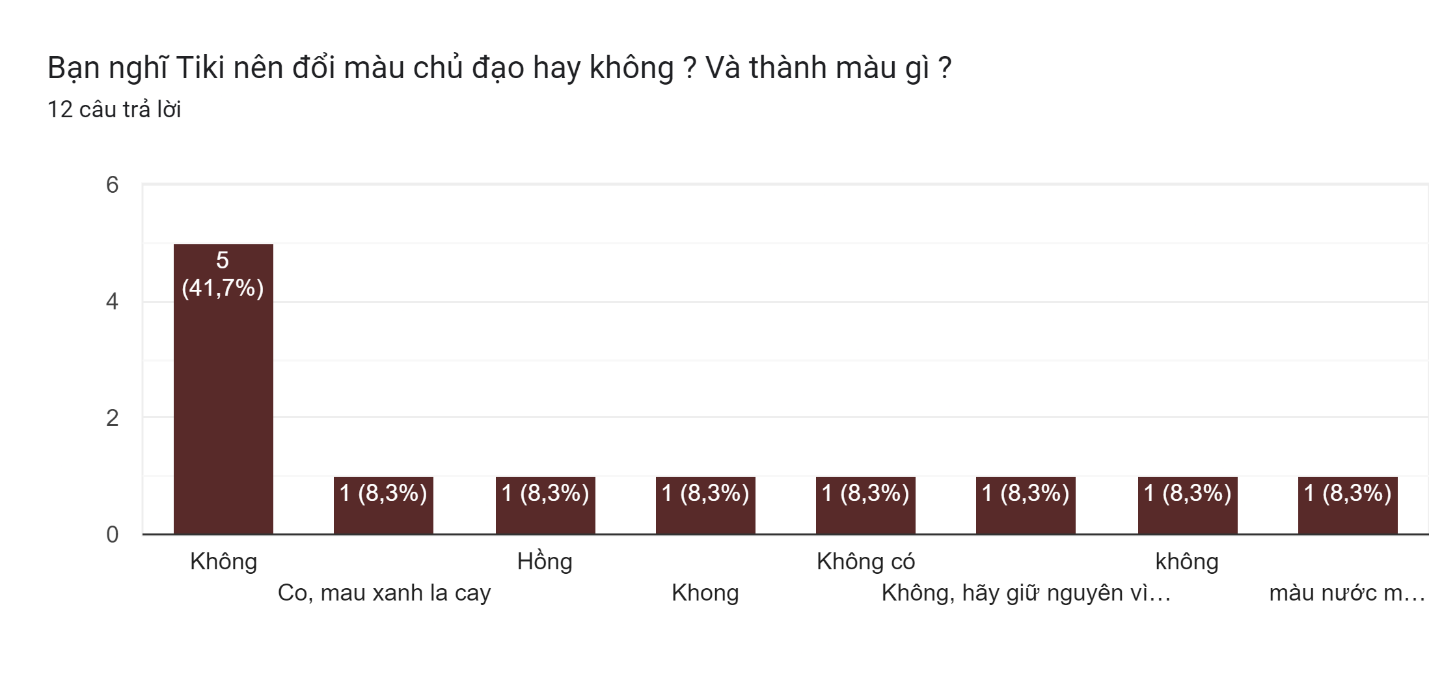 Bạn nghĩ Tiki nên đổi màu chủ đạo hay không ? Và thành màu gì ?
12 câu trả lời
6
4
2
0
5
(41,7%)
1 (8,3%)
1 (8,3%)
1 (8,3%)
1 (8,3%)
1 (8,3%)
1 (8,3%)
1 (8,3%)
Không
Co, mau xanh la cay
Hồng
Khong
Không có
Không, hãy giữ nguyên vì…
không
màu nước m…